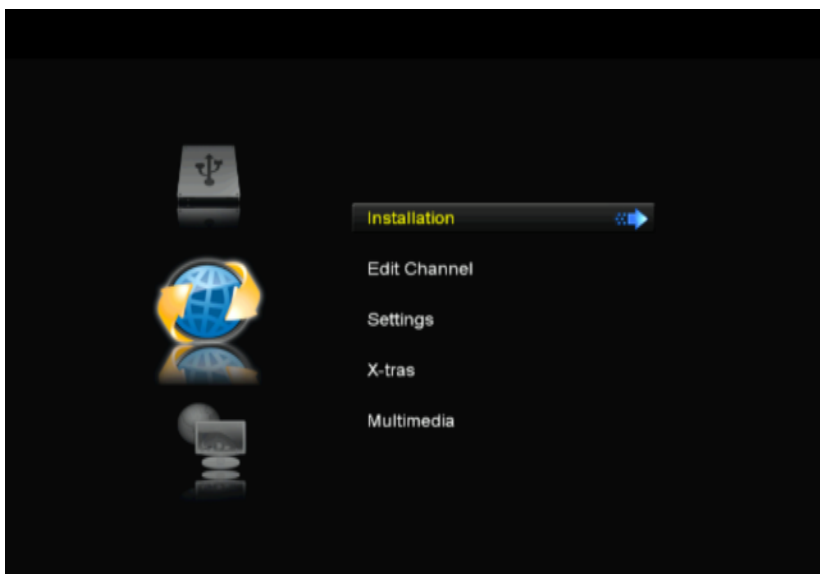 Installation
Edit Channel
Settings
X-tras
Multimedia